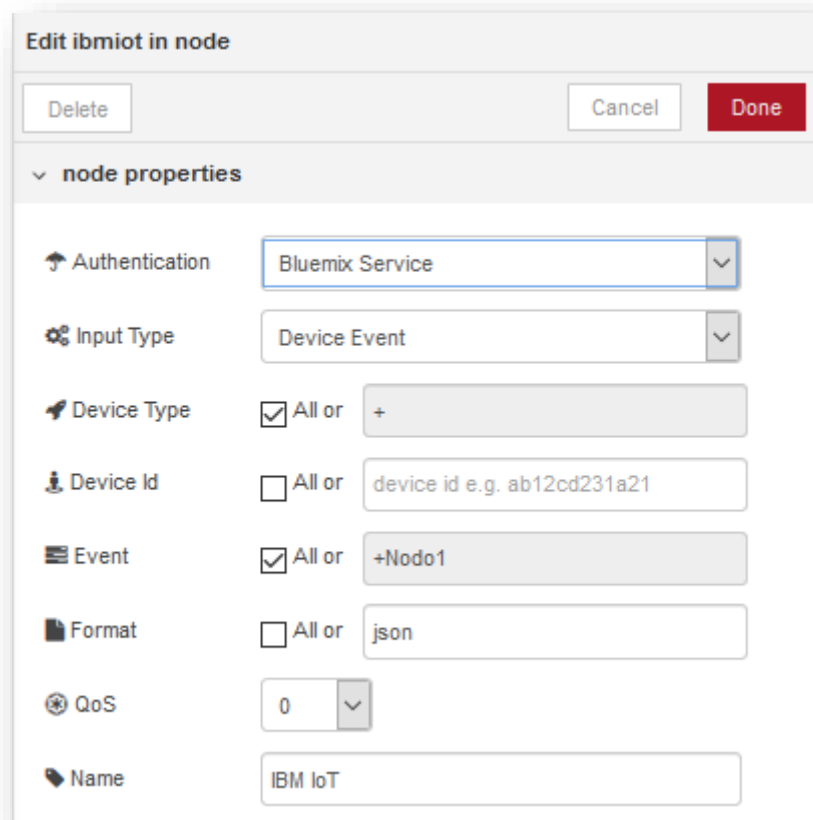 Edit ibmiot in node
Delete Cancel Done
node properties
Authentication Bluemix Service
Input Type Device Event
Device Type All or +
Device Id All or device id e.g. ab12cd231a21
Event All or +Nodo1
Format All or json
QoS 0
Name IBM IoT